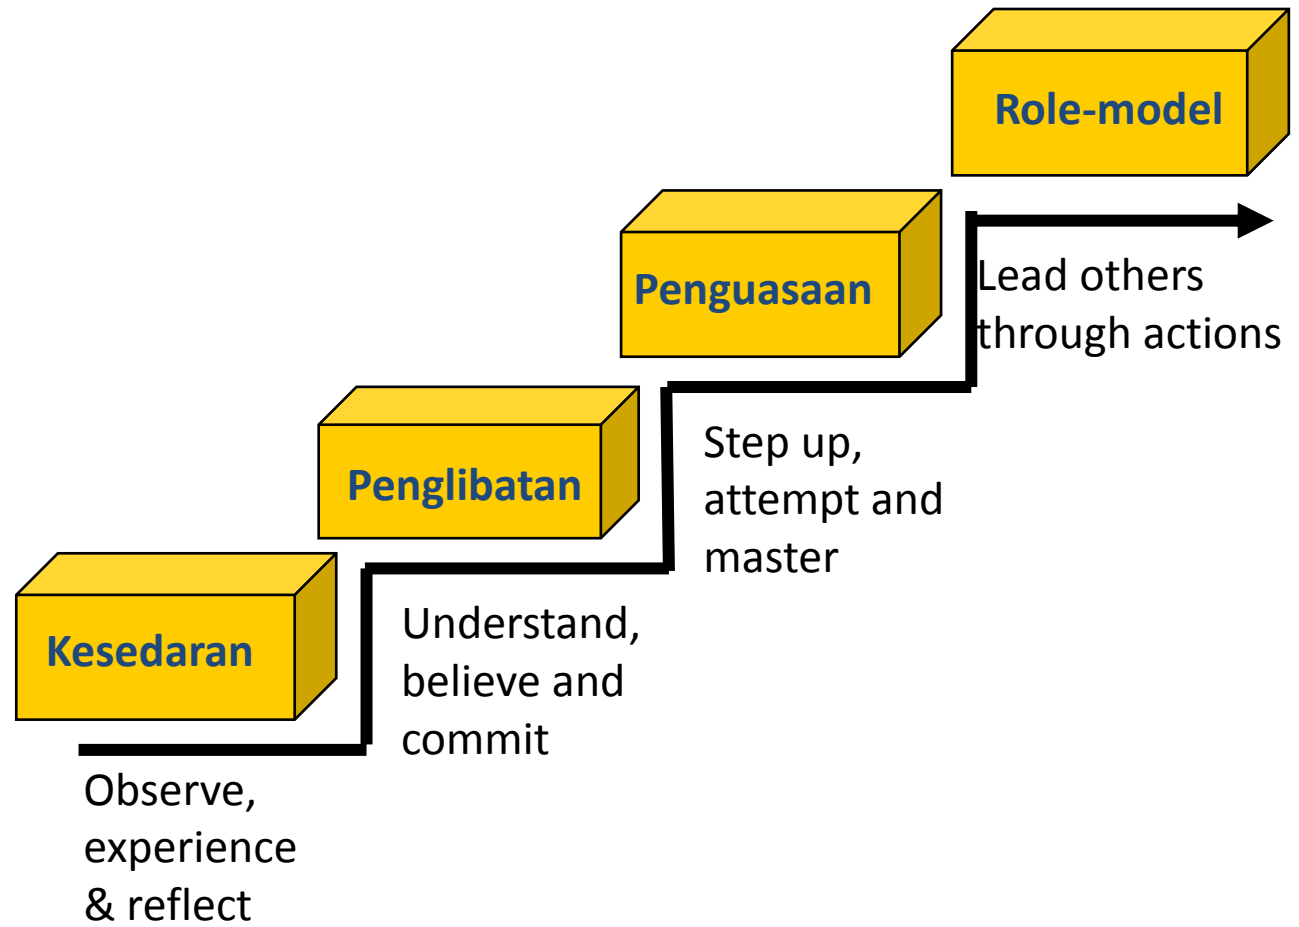 Role-model
Lead others
through actions
Penguasaan
Step up,
attempt and
master
Penglibatan
Understand,
believe and
commit
Kesedaran
Observe,
experience
& reflect